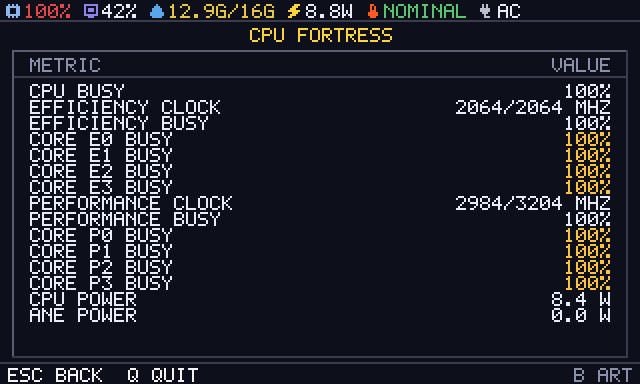 100% 42% 12.9G/16G 8.8W NOMINAL AC
CPU FORTRESS
METRIC VALUE
CPU BUSY 100%
EFFICIENCY CLOCK 2064/2064 MHZ
EFFICIENCY BUSY 100%
CORE E0 BUSY 100%
CORE E1 BUSY 100%
CORE E2 BUSY 100%
CORE E3 BUSY 100%
PERFORMANCE CLOCK 2984/3204 MHZ
PERFORMANCE BUSY 100%
CORE P0 BUSY 100%
CORE P1 BUSY 100%
CORE P2 BUSY 100%
CORE P3 BUSY 100%
CPU POWER 8.4 W
ANE POWER 0.0 W
ESC BACK Q QUIT B ART